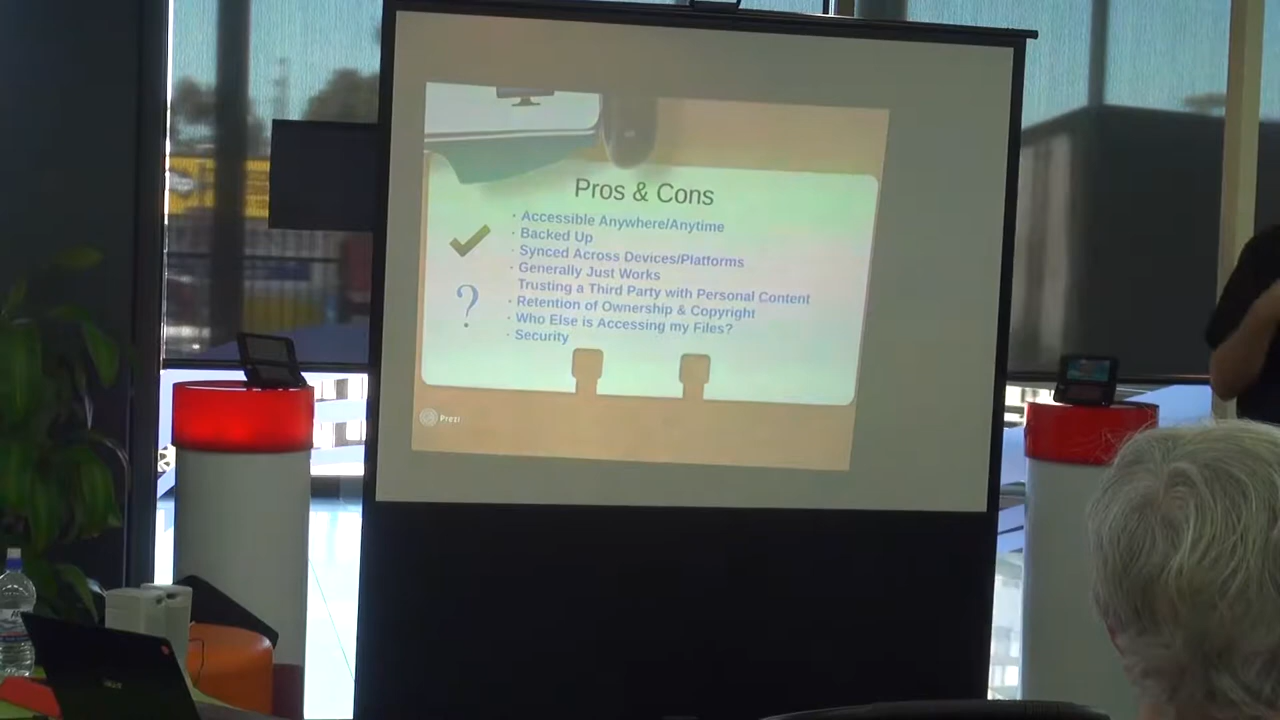 Pros & Cons
· Accessible Anywhere/Anytime
· Backed Up
· Synced Across Devices/Platforms
· Generally Just Works
Trusting a Third Party with Personal Content
· Retention of Ownership & Copyright
· Who Else is Accessing my Files?
· Security
?
Prezi
acer